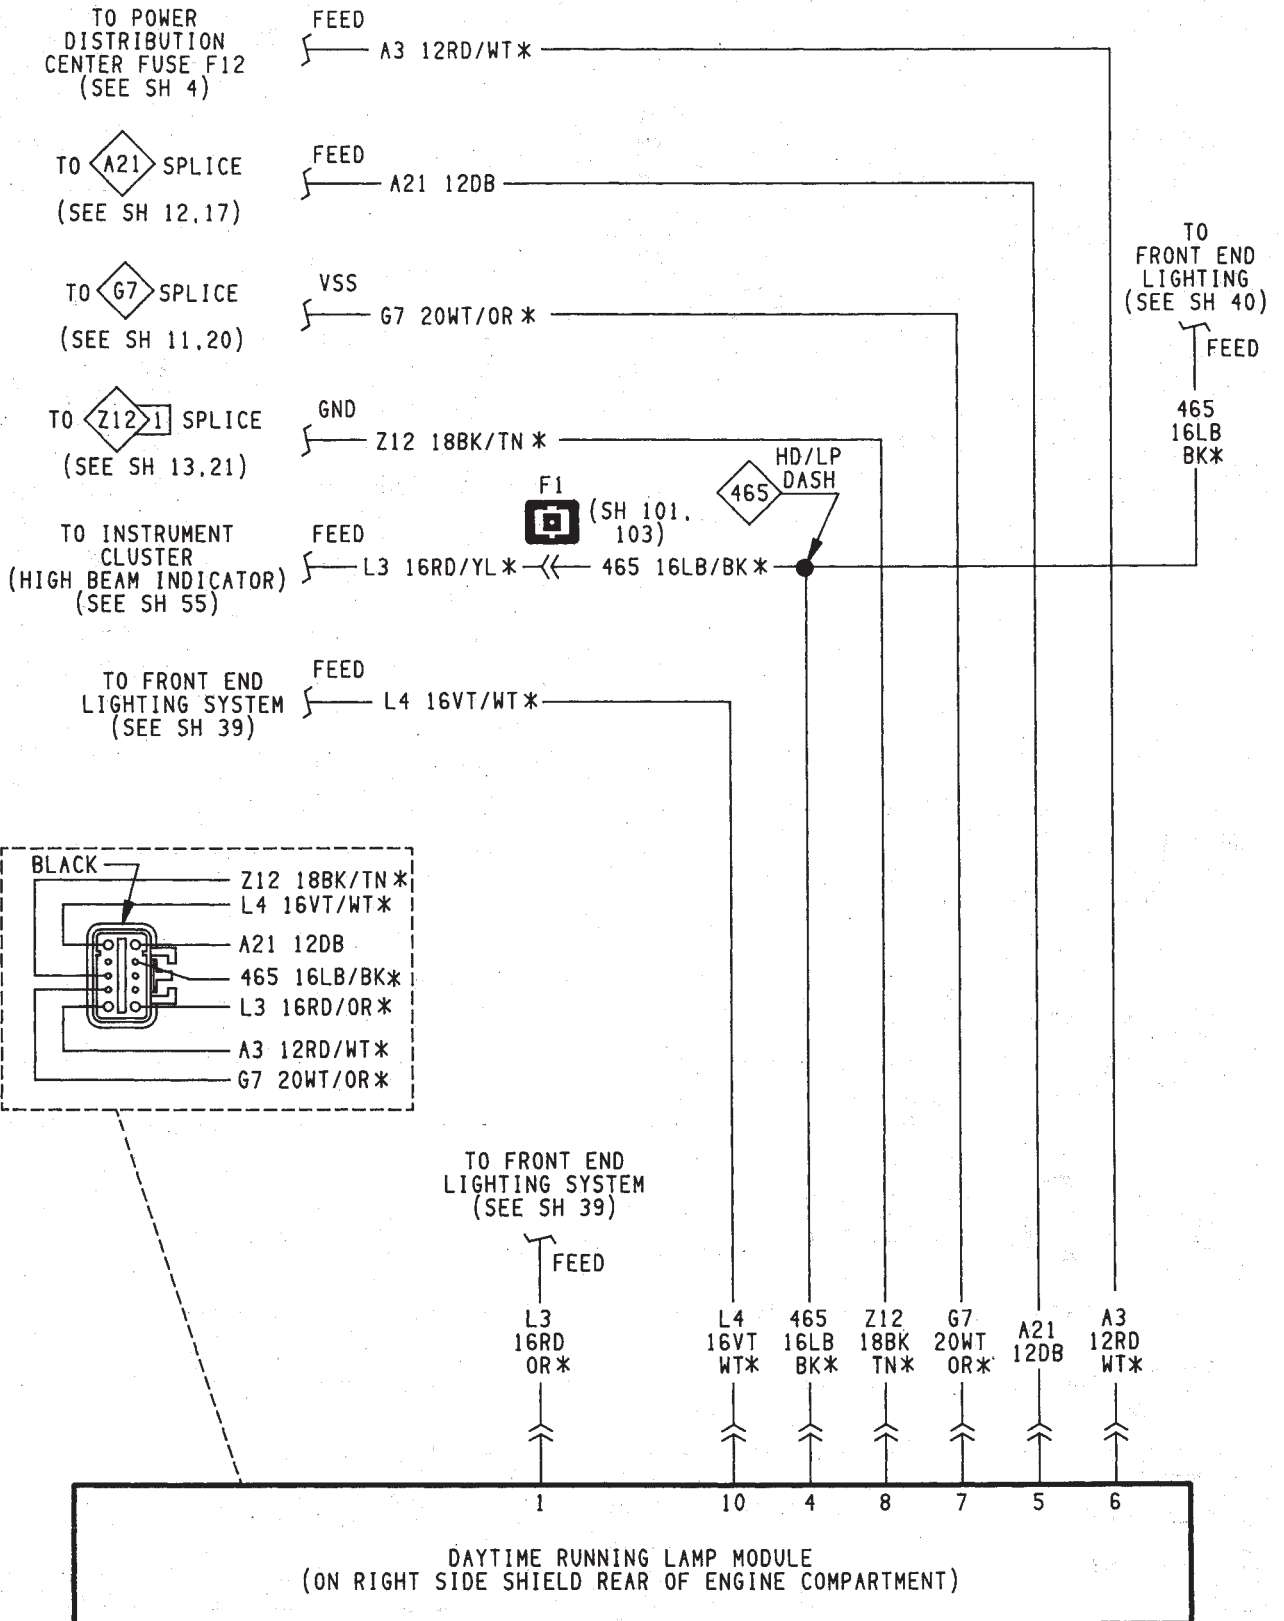 TO POWER
DISTRIBUTION
CENTER FUSE F12
(SEE SH 4)
FEED
A3 12RD/WT*
TO A21 SPLICE
(SEE SH 12,17)
FEED
A21 12DB
TO G7 SPLICE
(SEE SH 11,20)
VSS
G7 20WT/OR*
TO Z12 1 SPLICE
(SEE SH 13,21)
GND
Z12 18BK/TN*
TO
FRONT END
LIGHTING
(SEE SH 40)
FEED
465
16LB
BK*
HD/LP
DASH
465
F1
(SH 101,
103)
TO INSTRUMENT
CLUSTER
(HIGH BEAM INDICATOR)
(SEE SH 55)
FEED
L3 16RD/YL*
465 16LB/BK*
TO FRONT END
LIGHTING SYSTEM
(SEE SH 39)
FEED
L4 16VT/WT*
BLACK
Z12 18BK/TN*
L4 16VT/WT*
A21 12DB
465 16LB/BK*
L3 16RD/OR*
A3 12RD/WT*
G7 20WT/OR*
TO FRONT END
LIGHTING SYSTEM
(SEE SH 39)
FEED
L3
16RD
OR*
L4
16VT
WT*
465
16LB
BK*
Z12
18BK
TN*
G7
20WT
OR*
A21
12DB
A3
12RD
WT*
1 10 4 8 7 5 6
DAYTIME RUNNING LAMP MODULE
(ON RIGHT SIDE SHIELD REAR OF ENGINE COMPARTMENT)